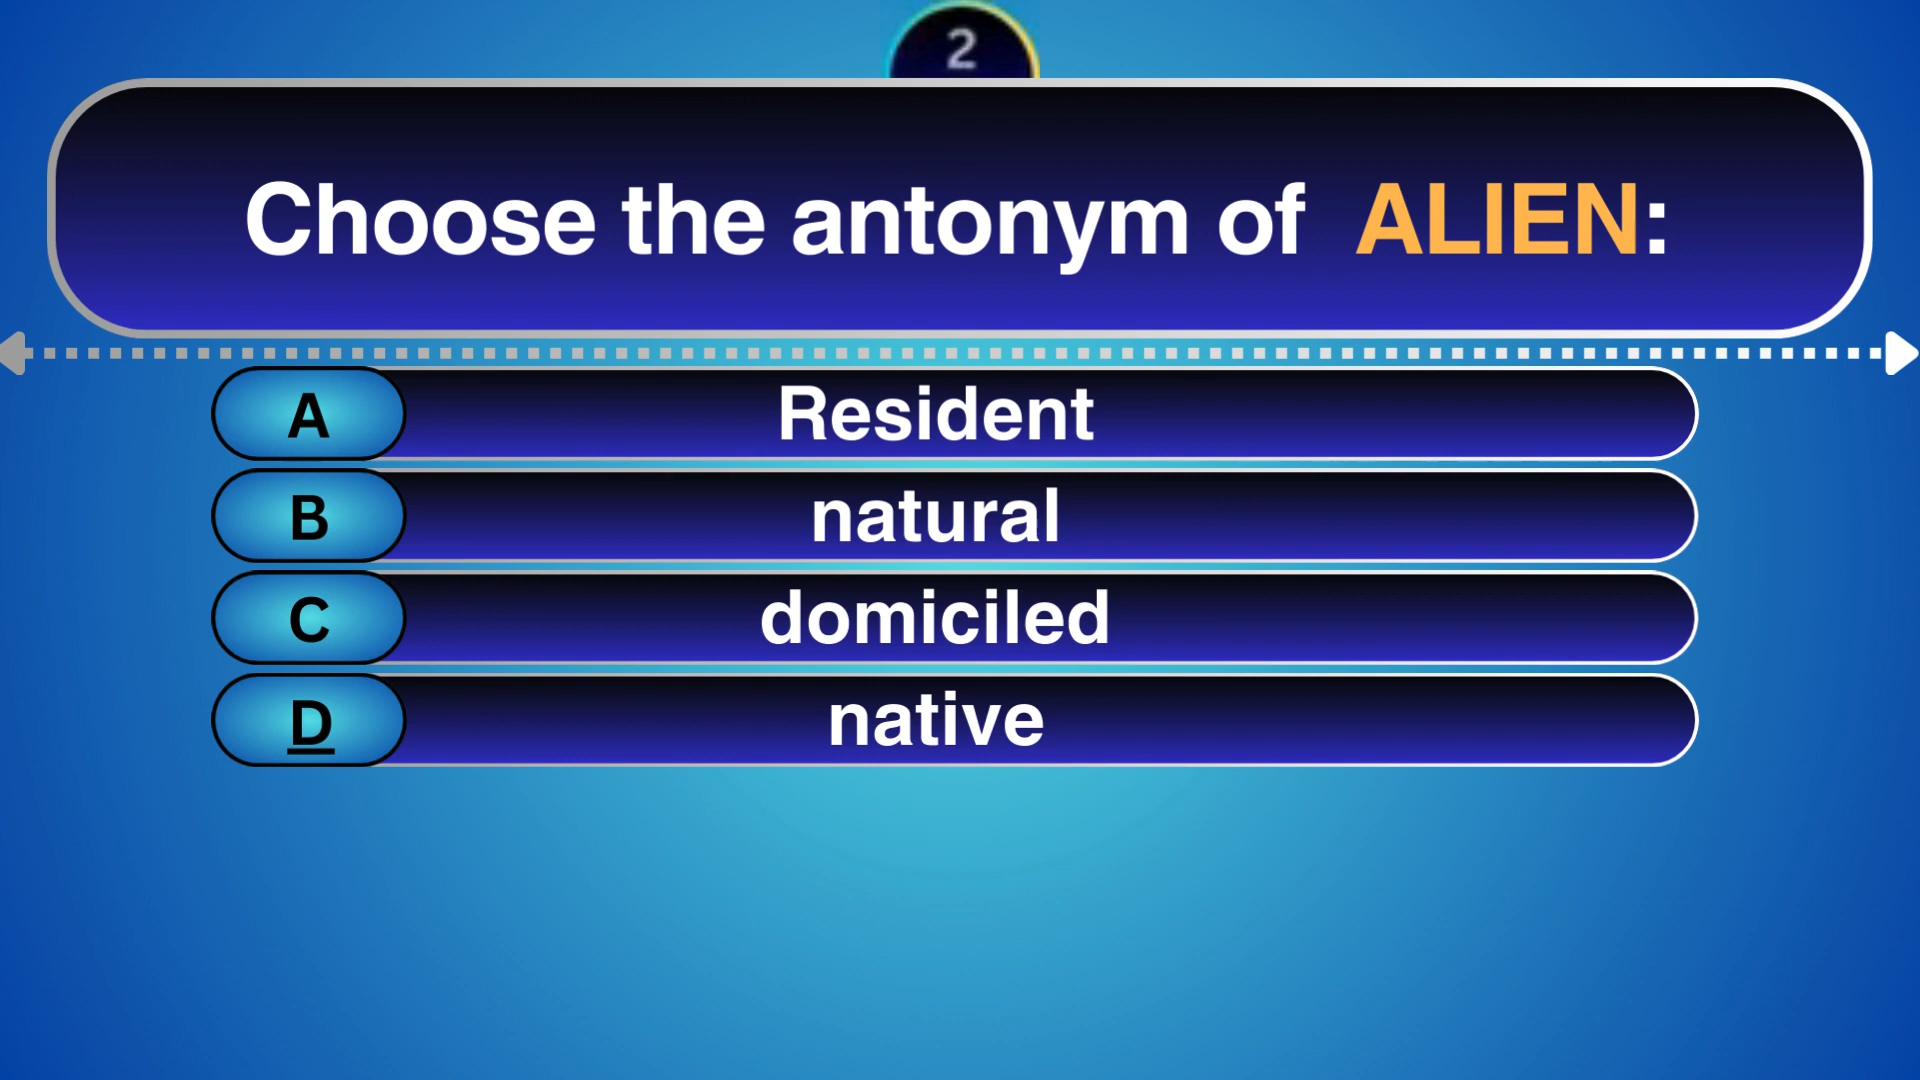 2
Choose the antonym of ALIEN:
A Resident
B natural
C domiciled
D native